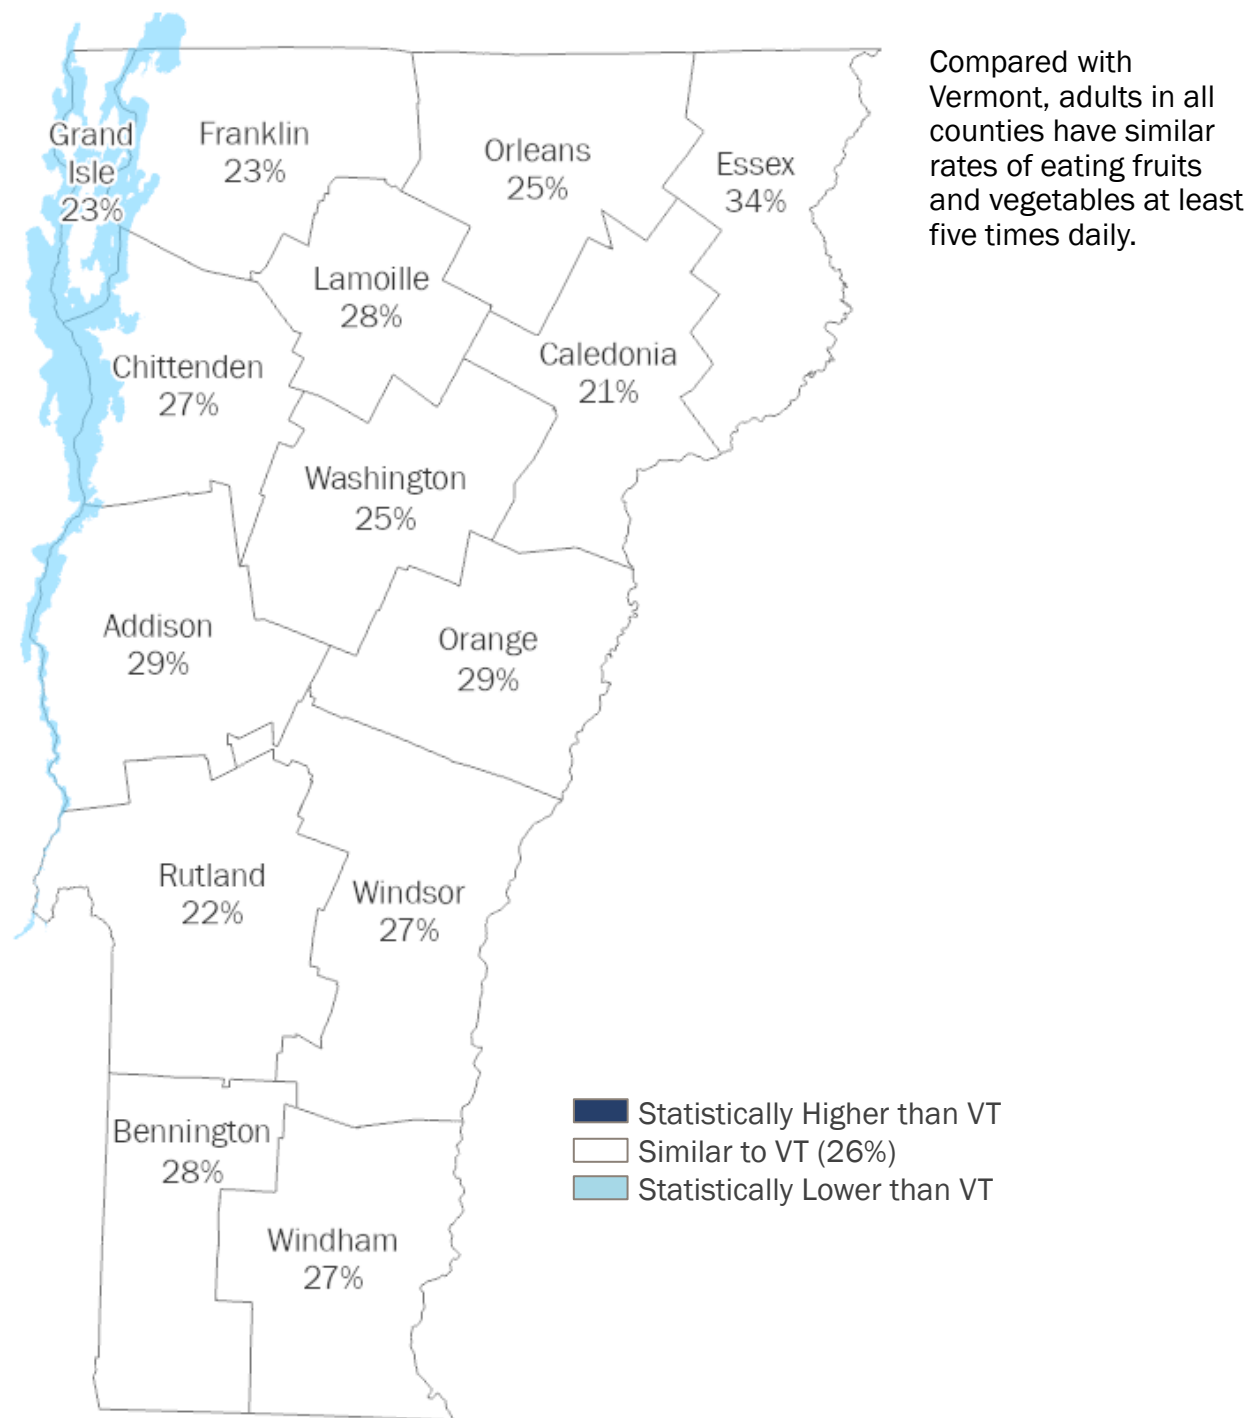 Compared with
Vermont, adults in all
counties have similar
rates of eating fruits
and vegetables at least
five times daily.
Grand
Isle
23%
Franklin
23%
Orleans
25%
Essex
34%
Lamoille
28%
Chittenden
27%
Caledonia
21%
Washington
25%
Addison
29%
Orange
29%
Rutland
22%
Windsor
27%
Bennington
28%
Windham
27%
Statistically Higher than VT
Similar to VT (26%)
Statistically Lower than VT